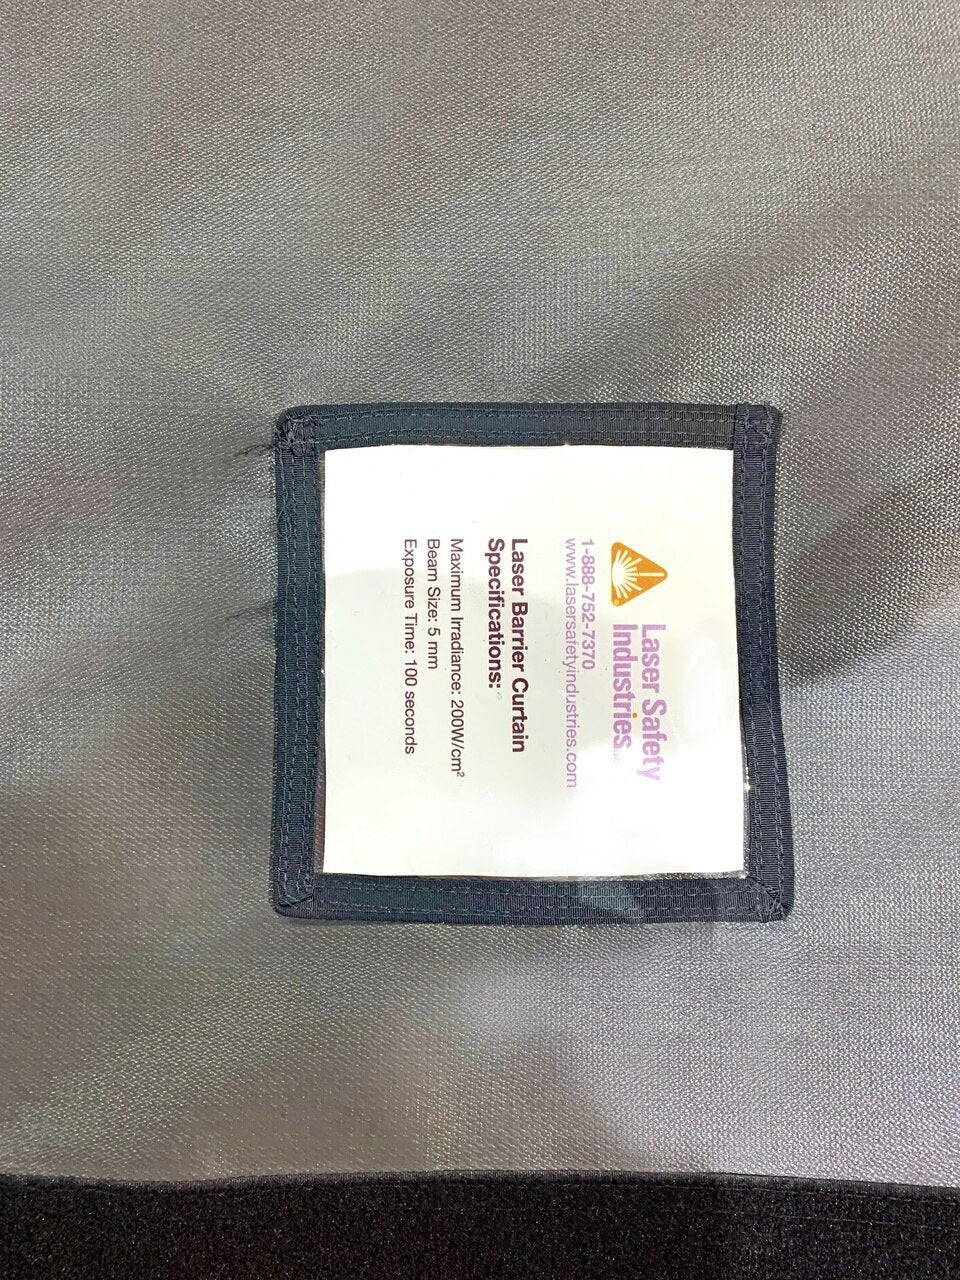 Laser Safety
Industries
1-888-752-7370
www.lasersafetyindustries.com
Laser Barrier Curtain
Specifications:
Maximum Irradiance: 200W/cm²
Beam Size: 5 mm
Exposure Time: 100 seconds